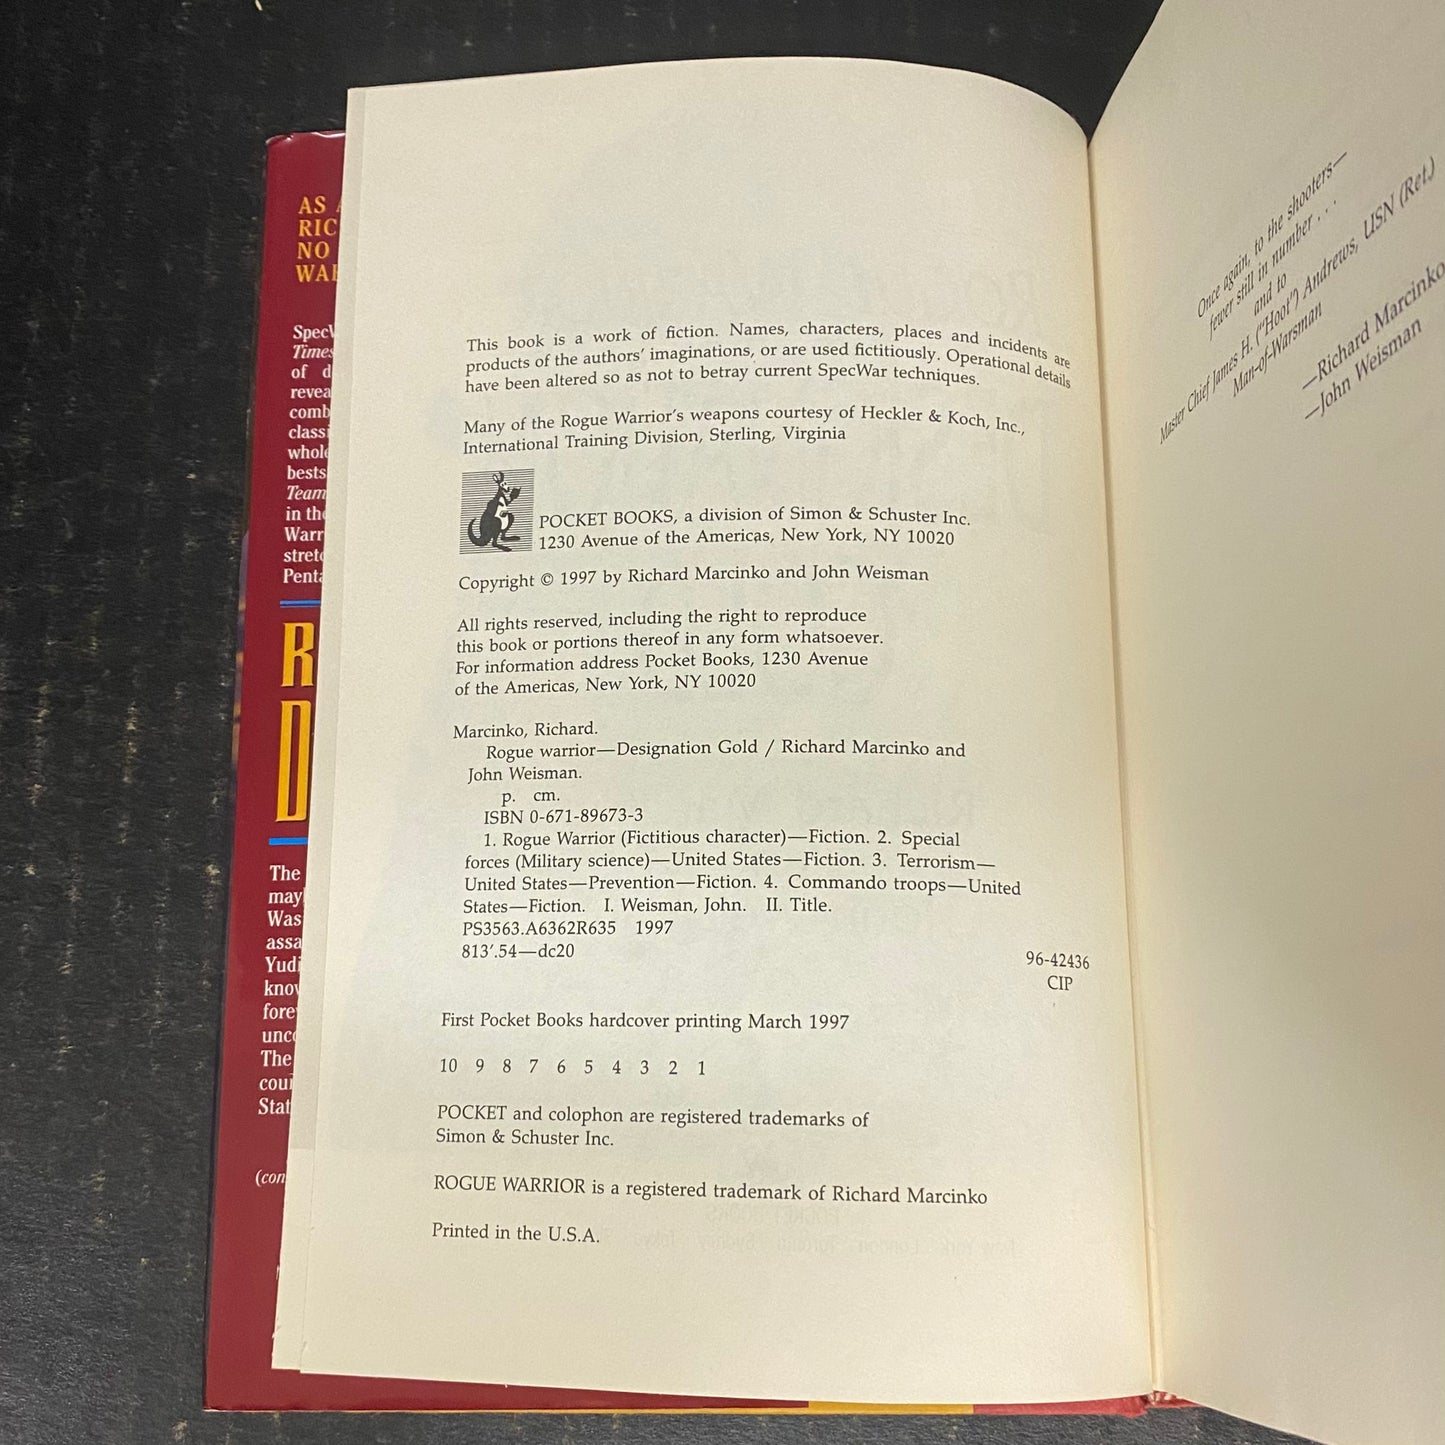 AS
RIC
NO
WAR
SpecW
Times
of d
revea
comb
classi
whole
bests
Team
in the
Warr
stretc
Penta
R
D
The
may
Was
assa
Yudi
know
fore
unco
The
cou
Stat
(con
This book is a work of fiction. Names, characters, places and incidents are
products of the authors' imaginations, or are used fictitiously. Operational details
have been altered so as not to betray current SpecWar techniques.
Many of the Rogue Warrior's weapons courtesy of Heckler & Koch, Inc.,
International Training Division, Sterling, Virginia
POCKET BOOKS, a division of Simon & Schuster Inc.
1230 Avenue of the Americas, New York, NY 10020
Copyright © 1997 by Richard Marcinko and John Weisman
All rights reserved, including the right to reproduce
this book or portions thereof in any form whatsoever.
For information address Pocket Books, 1230 Avenue
of the Americas, New York, NY 10020
Marcinko, Richard.
Rogue warrior—Designation Gold / Richard Marcinko and
John Weisman.
p. cm.
ISBN 0-671-89673-3
1. Rogue Warrior (Fictitious character)—Fiction. 2. Special
forces (Military science)—United States—Fiction. 3. Terrorism—
United States—Prevention—Fiction. 4. Commando troops—United
States—Fiction. I. Weisman, John. II. Title.
PS3563.A6362R635 1997
813'.54—dc20
96-42436
CIP
First Pocket Books hardcover printing March 1997
10 9 8 7 6 5 4 3 2 1
POCKET and colophon are registered trademarks of
Simon & Schuster Inc.
ROGUE WARRIOR is a registered trademark of Richard Marcinko
Printed in the U.S.A.
Once again, to the shooters—
fewer still in number . . .
and to
Master Chief James H. ("Hoot") Andrews, USN (Ret.)
Man-of-Warsman
—Richard Marcinko
—John Weisman